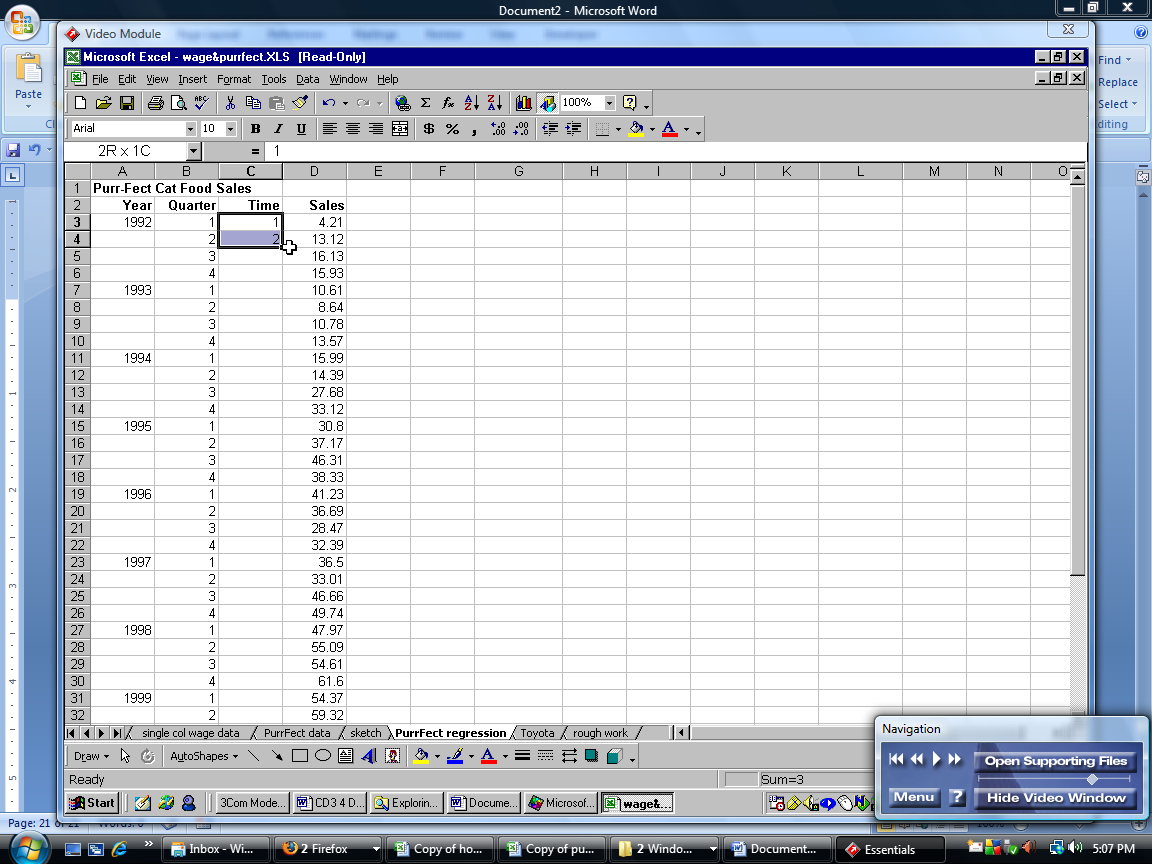 Document2 - Microsoft Word
Video Module
Microsoft Excel - wage&purrfect.XLS [Read-Only]
File Edit View Insert Format Tools Data Window Help
Paste
Find
Replace
Select
diting
100%
Arial 10 B I U $ % ,
2R x 1C = 1
A B C D E F G H I J K L M N O
1 Purr-Fect Cat Food Sales
2 Year Quarter Time Sales
3 1992 1 1 4.21
4 2 2 13.12
5 3 16.13
6 4 15.93
7 1993 1 10.61
8 2 8.64
9 3 10.78
10 4 13.57
11 1994 1 15.99
12 2 14.39
13 3 27.68
14 4 33.12
15 1995 1 30.8
16 2 37.17
17 3 46.31
18 4 38.33
19 1996 1 41.23
20 2 36.69
21 3 28.47
22 4 32.39
23 1997 1 36.5
24 2 33.01
25 3 46.66
26 4 49.74
27 1998 1 47.97
28 2 55.09
29 3 54.61
30 4 61.6
31 1999 1 54.37
32 2 59.32
single col wage data PurrFect data sketch PurrFect regression Toyota rough work
Draw AutoShapes
Ready Sum=3
Start 3Com Mode... CD3 4 D... Explorin... Docume... Microsof... wage&...
Navigation
Open Supporting Files
Menu ? Hide Video Window
Page: 21 of 21
Inbox - Wi... 2 Firefox Copy of ho... Copy of pu... 2 Windo... Document... Essentials 5:07 PM